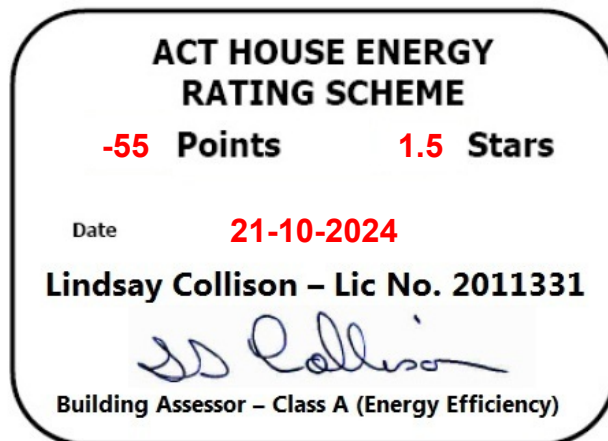 ACT HOUSE ENERGY
RATING SCHEME
-55 Points 1.5 Stars
Date 21-10-2024
Lindsay Collison – Lic No. 2011331
Collison
Building Assessor – Class A (Energy Efficiency)